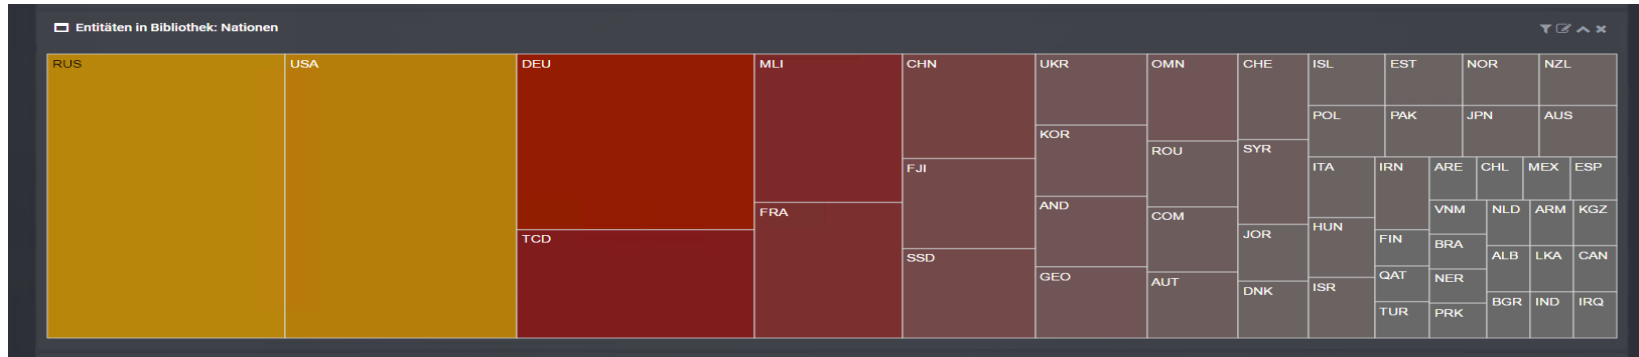 Entitäten in Bibliothek: Nationen
RUS USA DEU MLI CHN UKR OMN CHE ISL EST NOR NZL
POL PAK JPN AUS
KOR
ROU SYR
FJI ITA IRN ARE CHL MEX ESP
AND
FRA COM VNM NLD ARM KGZ
TCD JOR HUN FIN BRA
SSD ALB LKA CAN
GEO AUT DNK ISR QAT NER
BGR IND IRQ
TUR PRK